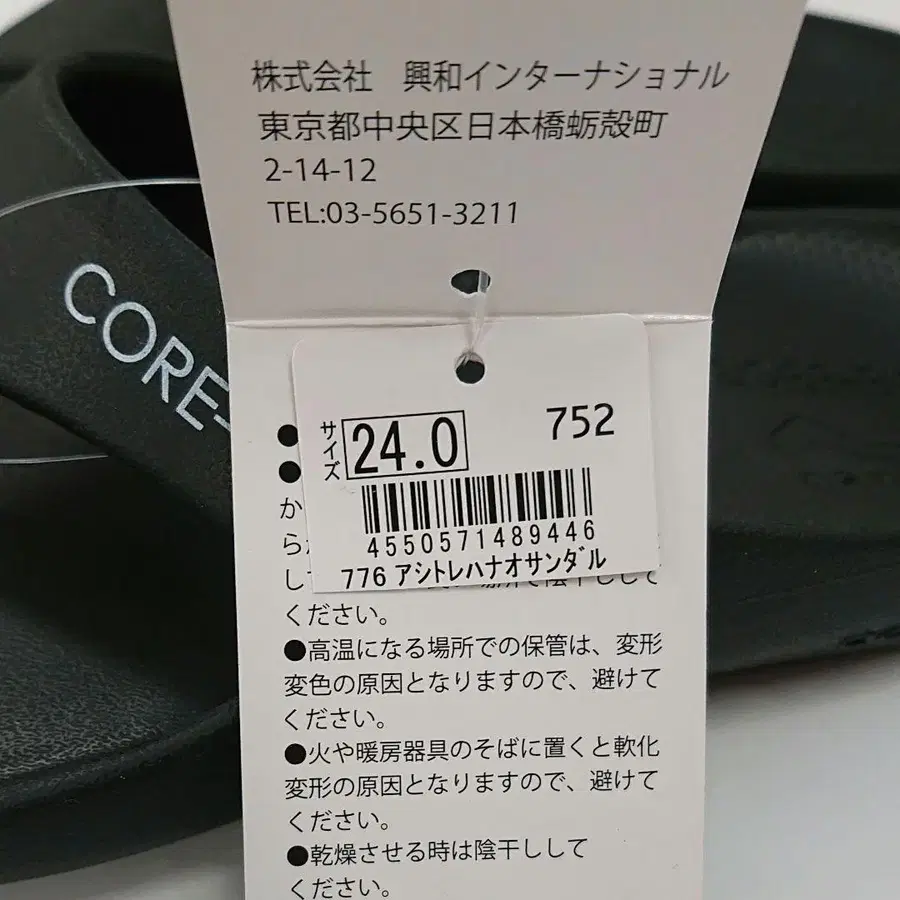 株式会社　興和インターナショナル
東京都中央区日本橋蛎殻町
2-14-12
TEL:03-5651-3211
CORE-
サイズ 24.0 752
4550571489446
776 アシトレハナオサンダル
●
●
か
ら
し
ください。
●高温になる場所での保管は、変形
変色の原因となりますので、避けて
ください。
●火や暖房器具のそばに置くと軟化
変形の原因となりますので、避けて
ください。
●乾燥させる時は陰干しして
ください。